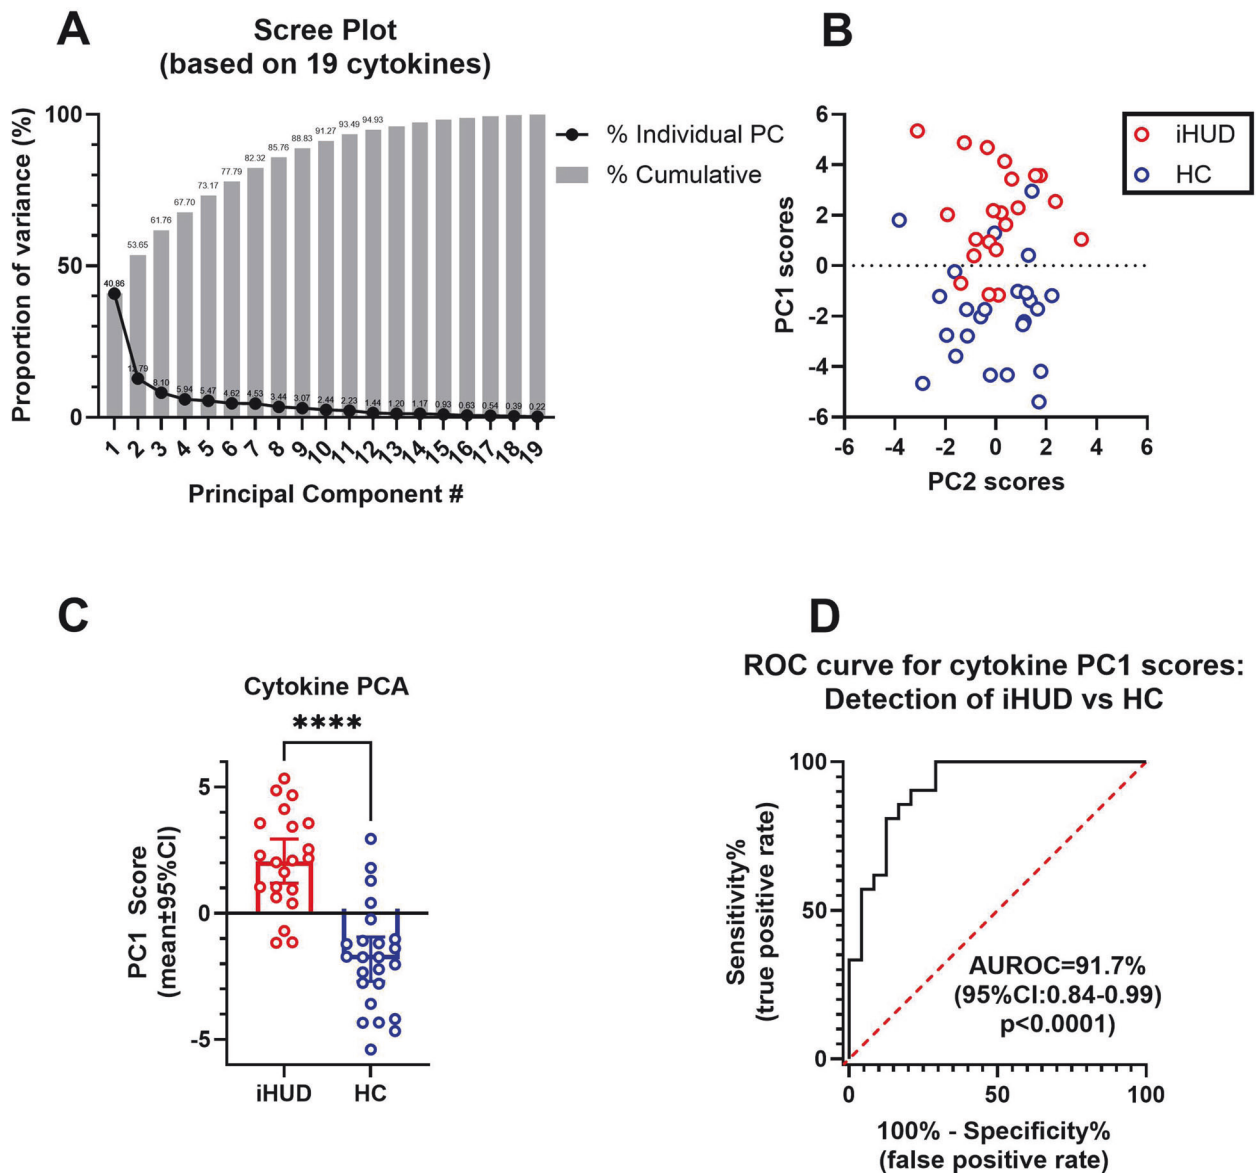 A
Scree Plot
(based on 19 cytokines)
Proportion of variance (%)
100
50
0
40.86
53.65
61.76
67.70
73.17
77.79
82.32
85.76
88.83
91.27
93.49
94.93
8.10
5.94
5.47
4.62
4.53
3.44
3.07
2.44
2.23
1.44
1.20
1.17
0.93
0.63
0.54
0.39
0.22
1
2
3
4
5
6
7
8
9
10
11
12
13
14
15
16
17
18
19
Principal Component #
% Individual PC
% Cumulative
B
PC1 scores
6
4
2
0
-2
-4
-6
-6
-4
-2
0
2
4
6
PC2 scores
iHUD
HC
C
Cytokine PCA
****
PC1 Score
(mean±95%CI)
5
0
-5
iHUD
HC
D
ROC curve for cytokine PC1 scores:
Detection of iHUD vs HC
Sensitivity%
(true positive rate)
100
50
0
AUROC=91.7%
(95%CI:0.84-0.99)
p<0.0001)
0
50
100
100% - Specificity%
(false positive rate)